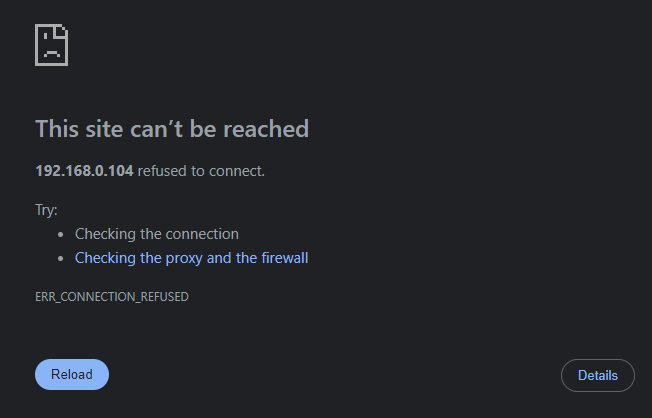 This site can’t be reached
192.168.0.104 refused to connect.
Try:
• Checking the connection
• Checking the proxy and the firewall
ERR_CONNECTION_REFUSED
Reload
Details